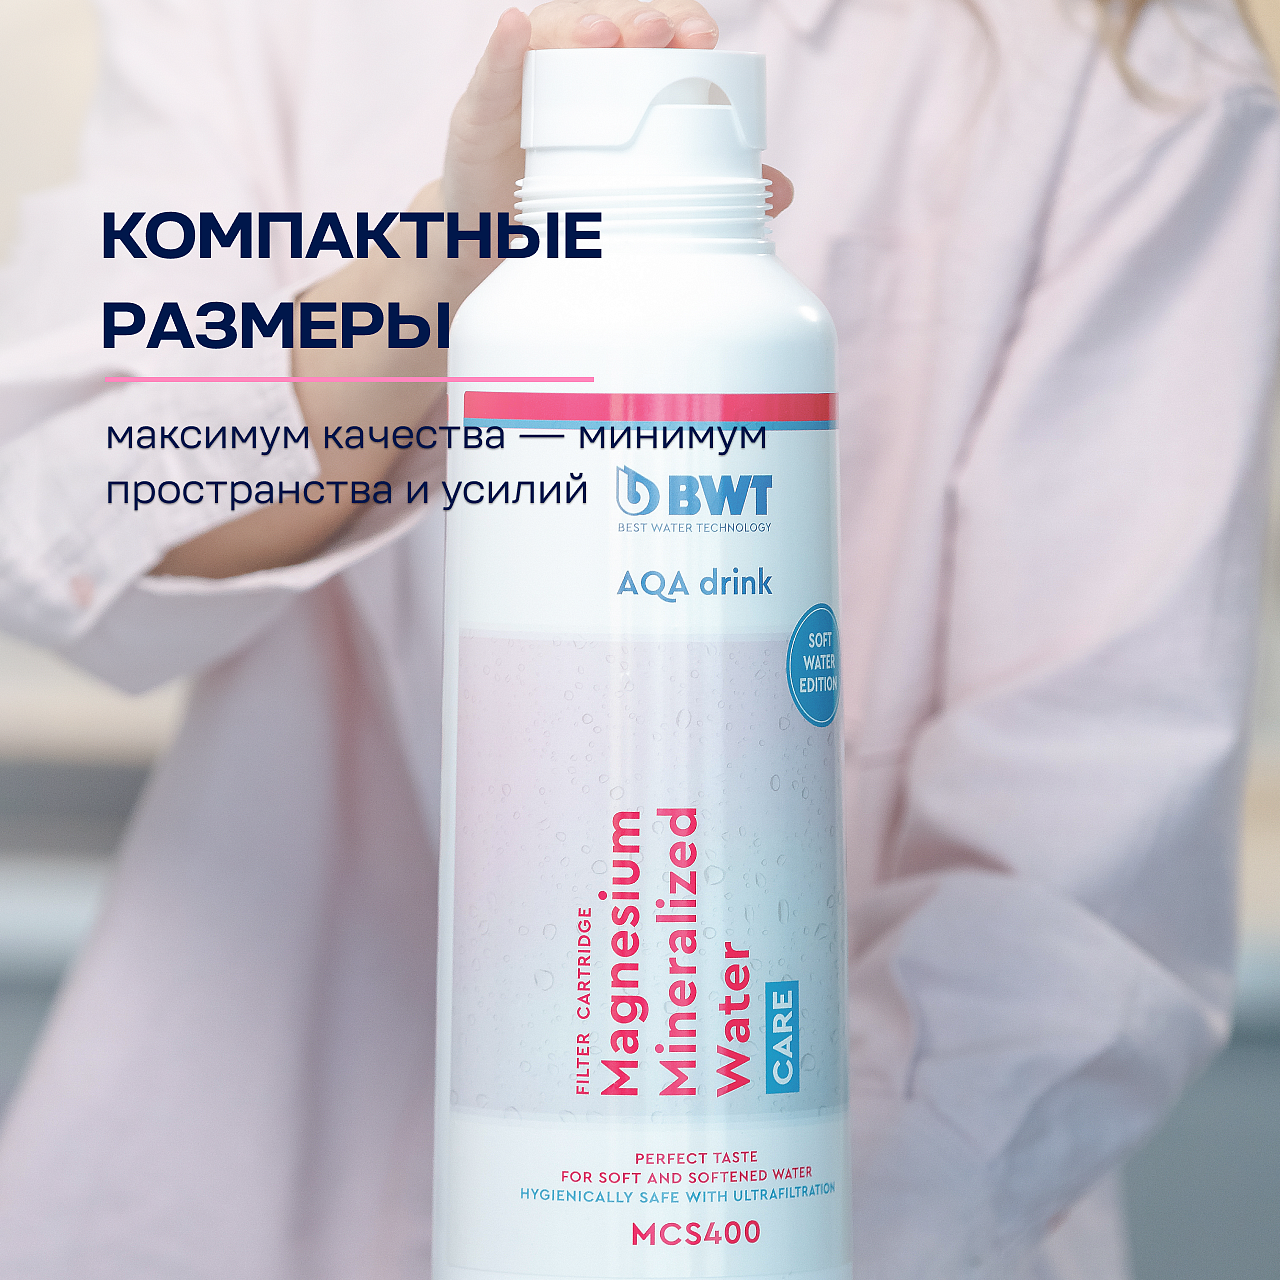 КОМПАКТНЫЕ
РАЗМЕРЫ
максимум качества — минимум
пространства и усилий
BWT
BEST WATER TECHNOLOGY
AQA drink
SOFT
WATER
EDITION
FILTER CARTRIDGE
Magnesium
Mineralized
Water
CARE
PERFECT TASTE
FOR SOFT AND SOFTENED WATER
HYGIENICALLY SAFE WITH ULTRAFILTRATION
MCS400